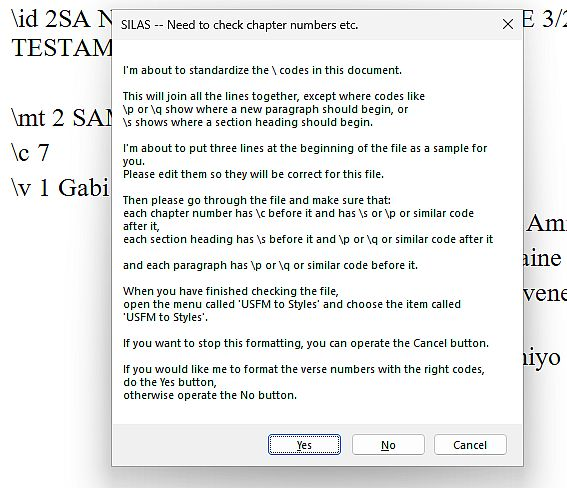 \id 2SA N
E 3/2
TESTAM
\mt 2 SAM
\c 7
\v 1 Gabi
Ami
aine
vene
niyo
SILAS -- Need to check chapter numbers etc.
I'm about to standardize the \ codes in this document.
This will join all the lines together, except where codes like
\p or \q show where a new paragraph should begin, or
\s shows where a section heading should begin.
I'm about to put three lines at the beginning of the file as a sample for
you.
Please edit them so they will be correct for this file.
Then please go through the file and make sure that:
each chapter number has \c before it and has \s or \p or similar code
after it,
each section heading has \s before it and \p or \q or similar code after it
and each paragraph has \p or \q or similar code before it.
When you have finished checking the file,
open the menu called 'USFM to Styles' and choose the item called
'USFM to Styles'.
If you want to stop this formatting, you can operate the Cancel button.
If you would like me to format the verse numbers with the right codes,
do the Yes button,
otherwise operate the No button.
Yes No Cancel